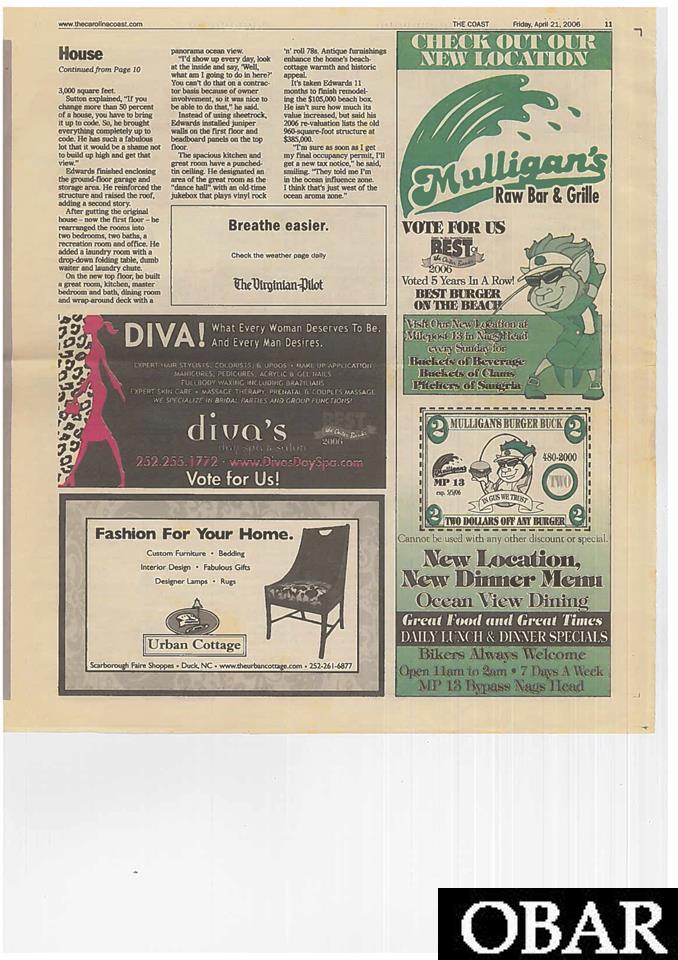 www.thecarolinacoast.com
THE COAST Friday, April 21, 2006 11
House
Continued from Page 10
3,000 square feet.
Sutton explained, "If you
change more than 50 percent
of a house, you have to bring
it up to code. So, he brought
everything completely up to
code. He has such a fabulous
lot that it would be a shame not
to build up high and get that
view."
Edwards finished enclosing
the ground-floor garage and
storage area. He reinforced the
structure and raised the roof,
adding a second story.
After gutting the original
house – now the first floor – he
rearranged the rooms into
two bedrooms, two baths, a
recreation room and office. He
added a laundry room with a
drop-down folding table, dumb
waiter and laundry chute.
On the new top floor, he built
a great room, kitchen, master
bedroom and bath, dining room
and wrap-around deck with a
panorama ocean view.
"I'd show up every day, look
at the inside and say, 'Well,
what am I going to do in here?'
You can't do that on a contrac-
tor basis because of owner
involvement, so it was nice to
be able to do that," he said.
Instead of using sheetrock,
Edwards installed juniper
walls on the first floor and
beadboard panels on the top
floor.
The spacious kitchen and
great room have a punched-
tin ceiling. He designated an
area of the great room as the
"dance hall" with an old-time
jukebox that plays vinyl rock
'n' roll 78s. Antique furnishings
enhance the home's beach-
cottage warmth and historic
appeal.
It's taken Edwards 11
months to finish remodel-
ing the $105,000 beach box.
He isn't sure how much its
value increased, but said his
2006 re-valuation lists the old
960-square-foot structure at
$385,000.
"I'm sure as soon as I get
my final occupancy permit, I'll
get a new tax notice," he said,
smiling. "They told me I'm
in the ocean influence zone.
I think that's just west of the
ocean aroma zone."
Breathe easier.
Check the weather page daily
The Virginian-Pilot
DIVA! What Every Woman Deserves To Be,
And Every Man Desires.
EXPERT HAIR STYLISTS, COLORISTS, & UPDOS • MAKE UP APPLICATION
MANICURES, PEDICURES, ACRYLIC & GEL NAILS
FULL BODY WAXING INCLUDING BRAZILIANS
EXPERT SKIN CARE • MASSAGE THERAPY, PRENATAL & COUPLES MASSAGE
WE SPECIALIZE IN BRIDAL PARTIES AND GROUP FUNCTIONS!
diva's
day spa & salon
BEST
the Outer Banks
2006
252.255.1772 • www.DivasDaySpa.com
Vote for Us!
Fashion For Your Home.
Custom Furniture • Bedding
Interior Design • Fabulous Gifts
Designer Lamps • Rugs
Urban Cottage
Scarborough Faire Shoppes • Duck, NC • www.theurbancottage.com • 252-261-6877
CHECK OUT OUR
NEW LOCATION
Mulligan's
Raw Bar & Grille
VOTE FOR US
BEST OF
the Outer Banks
2006
Voted 5 Years In A Row!
BEST BURGER
ON THE BEACH
Visit Our New Location at
Milepost 13 in Nags Head
every Sunday for
Buckets of Beverage
Buckets of Clams
Pitchers of Sangria
2 MULLIGAN'S BURGER BUCK 2
Mulligan's
MP 13
exp. 5/5/06
480-2000
TWO
IN GUS WE TRUST
2 TWO DOLLARS OFF ANY BURGER 2
Cannot be used with any other discount or special.
New Location,
New Dinner Menu
Ocean View Dining
Great Food and Great Times
DAILY LUNCH & DINNER SPECIALS
Bikers Always Welcome
Open 11am to 2am • 7 Days A Week
MP 13 Bypass Nags Head
OBAR